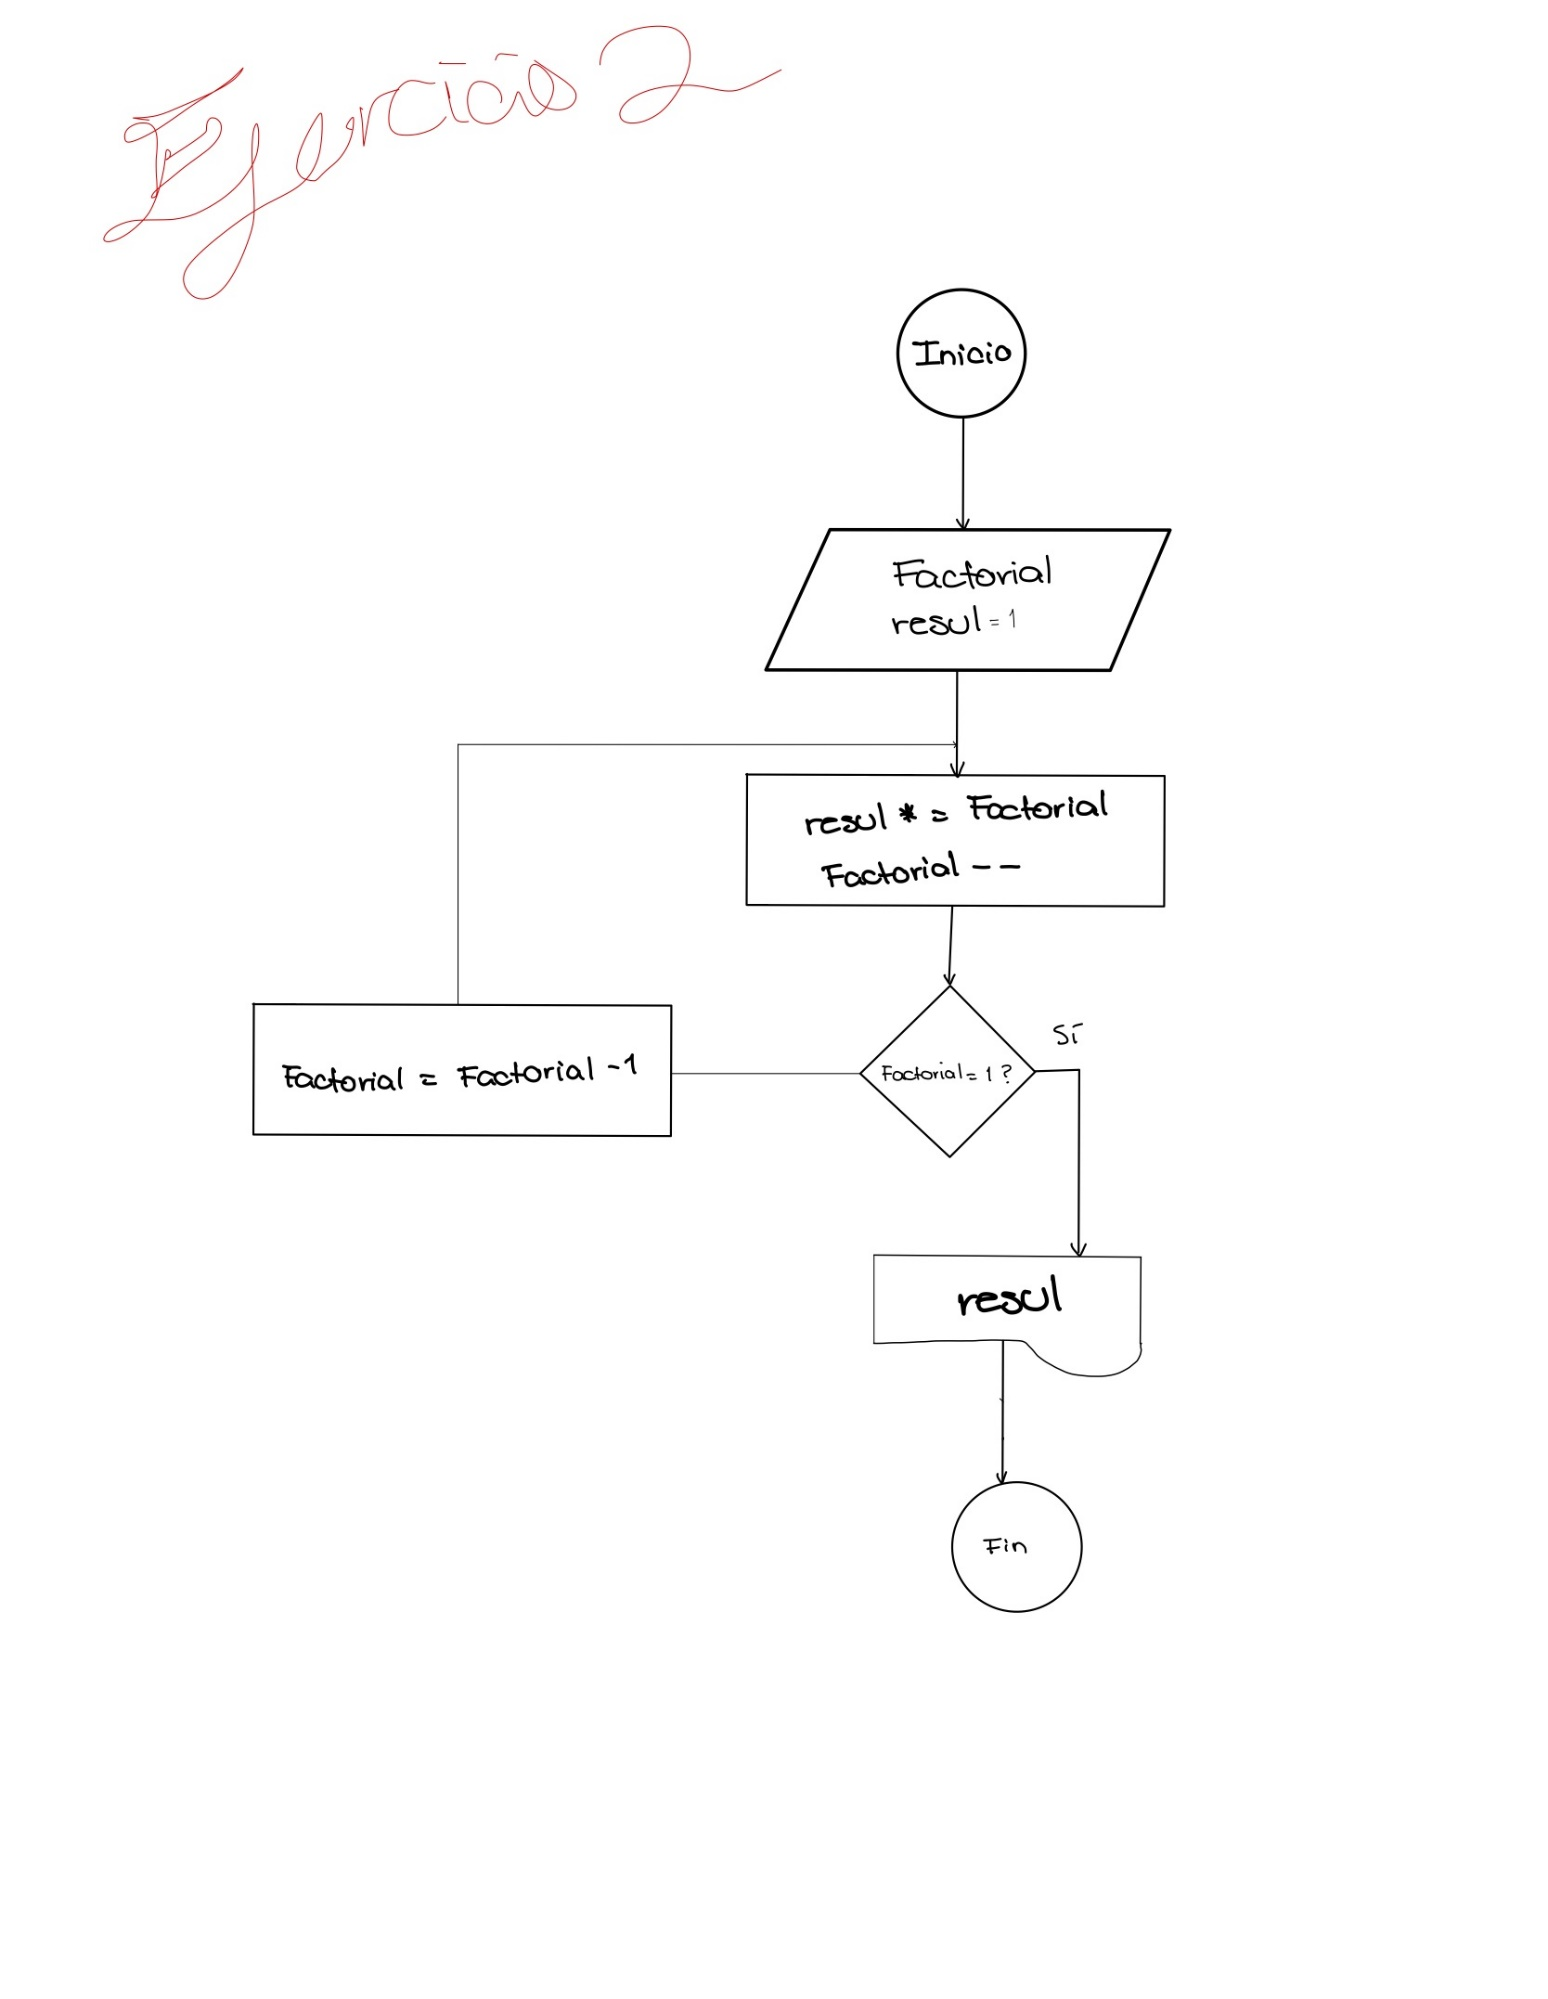 Ejercicio 2
Inicio
Factorial
resul = 1
resul * = Factorial
Factorial - -
Factorial = Factorial - 1
Factorial = 1 ?
Sí
resul
Fin